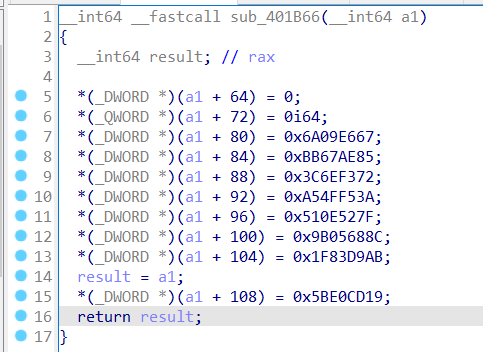 1 __int64 __fastcall sub_401B66(__int64 a1)
2 {
3   __int64 result; // rax
4
5   *(_DWORD *)(a1 + 64) = 0;
6   *(_QWORD *)(a1 + 72) = 0i64;
7   *(_DWORD *)(a1 + 80) = 0x6A09E667;
8   *(_DWORD *)(a1 + 84) = 0xBB67AE85;
9   *(_DWORD *)(a1 + 88) = 0x3C6EF372;
10   *(_DWORD *)(a1 + 92) = 0xA54FF53A;
11   *(_DWORD *)(a1 + 96) = 0x510E527F;
12   *(_DWORD *)(a1 + 100) = 0x9B05688C;
13   *(_DWORD *)(a1 + 104) = 0x1F83D9AB;
14   result = a1;
15   *(_DWORD *)(a1 + 108) = 0x5BE0CD19;
16   return result;
17 }